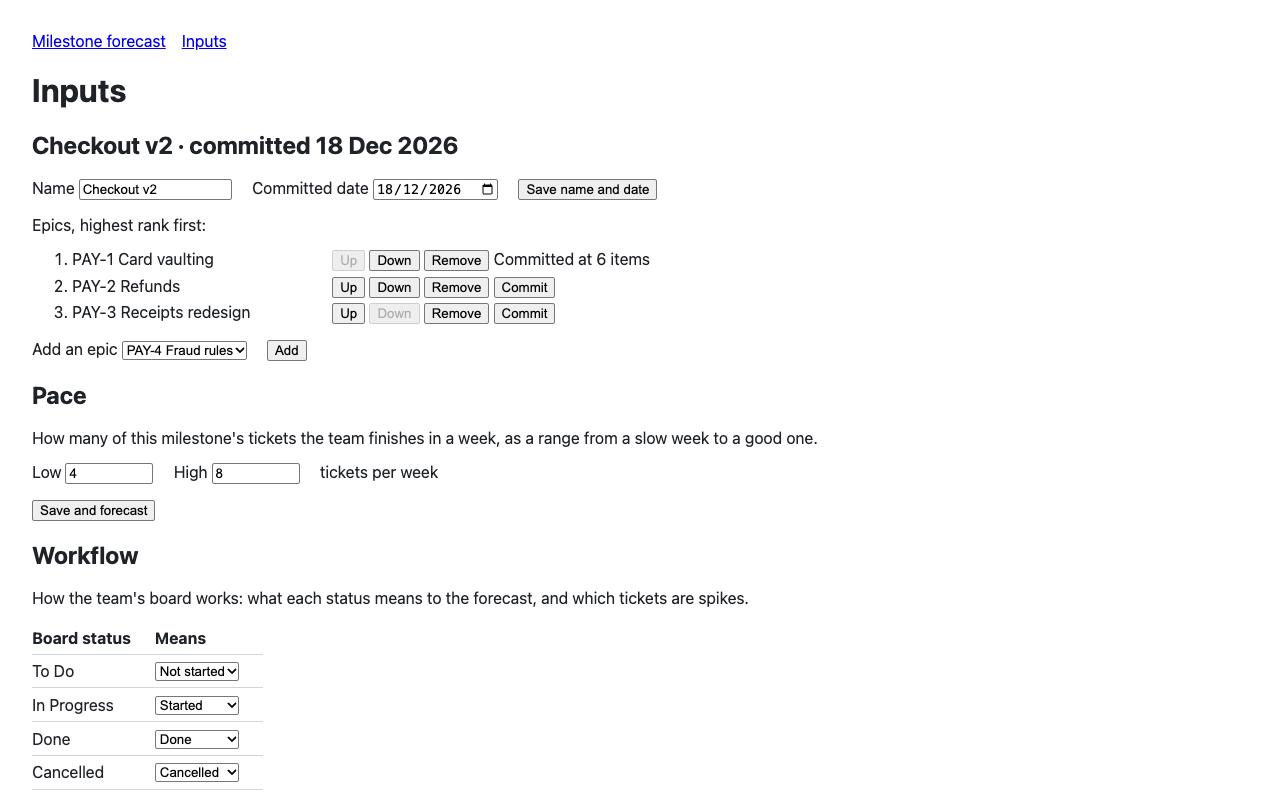 Milestone forecast Inputs
Inputs
Checkout v2 · committed 18 Dec 2026
Name Checkout v2 Committed date 18/12/2026 Save name and date
Epics, highest rank first:
1. PAY-1 Card vaulting Up Down Remove Committed at 6 items
2. PAY-2 Refunds Up Down Remove Commit
3. PAY-3 Receipts redesign Up Down Remove Commit
Add an epic PAY-4 Fraud rules Add
Pace
How many of this milestone's tickets the team finishes in a week, as a range from a slow week to a good one.
Low 4 High 8 tickets per week
Save and forecast
Workflow
How the team's board works: what each status means to the forecast, and which tickets are spikes.
Board status Means
To Do Not started
In Progress Started
Done Done
Cancelled Cancelled